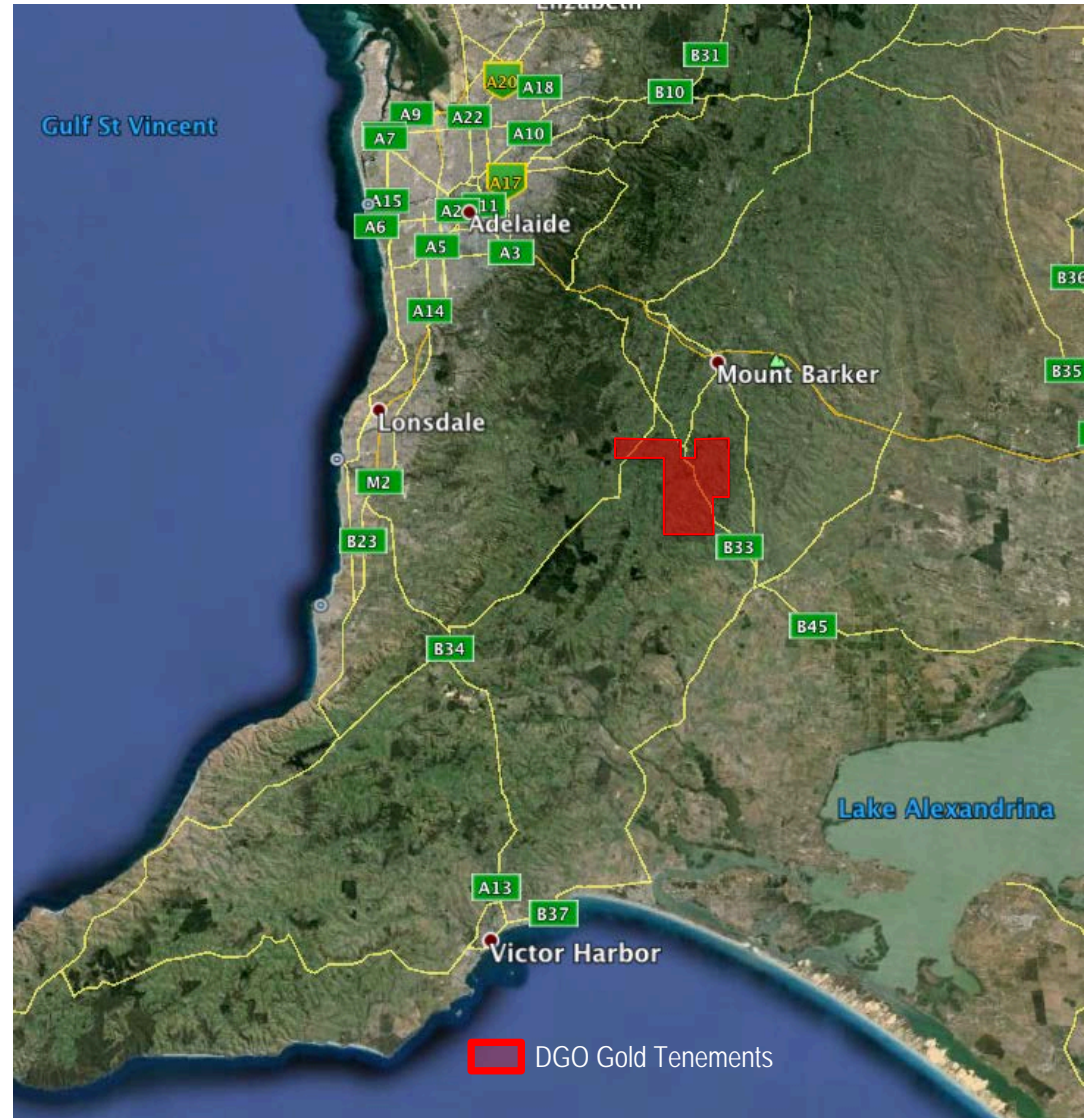 Elizabeth
B31
A20
A18
B10
Gulf St Vincent
A9
A22
A7
A10
A17
A15
A2
11
Adelaide
A6
A5
A3
B36
A14
Mount Barker
B35
Lonsdale
M2
B23
B33
B45
B34
Lake Alexandrina
A13
B37
Victor Harbor
DGO Gold Tenements